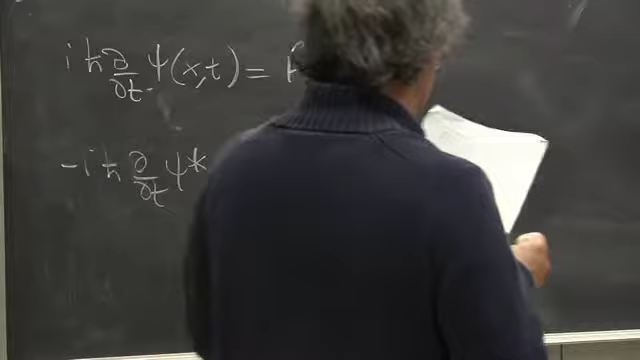 iħ ∂/∂t ψ(x,t) =
-iħ ∂/∂t ψ*